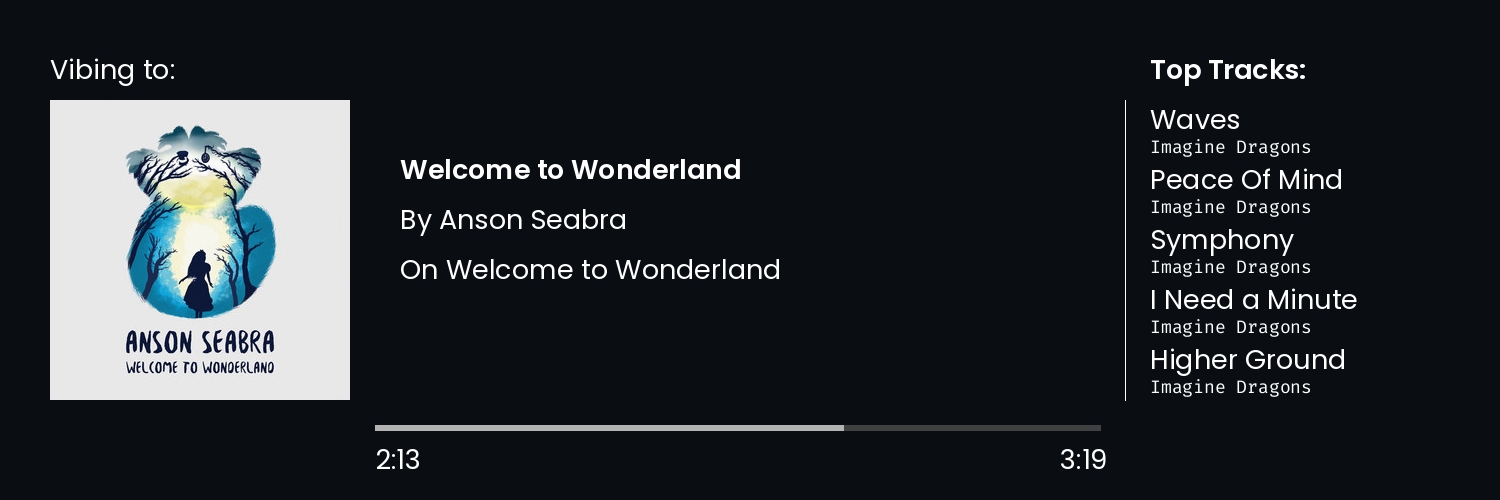 Vibing to:
ANSON SEABRA
WELCOME TO WONDERLAND
Welcome to Wonderland
By Anson Seabra
On Welcome to Wonderland
2:13
3:19
Top Tracks:
Waves
Imagine Dragons
Peace Of Mind
Imagine Dragons
Symphony
Imagine Dragons
I Need a Minute
Imagine Dragons
Higher Ground
Imagine Dragons